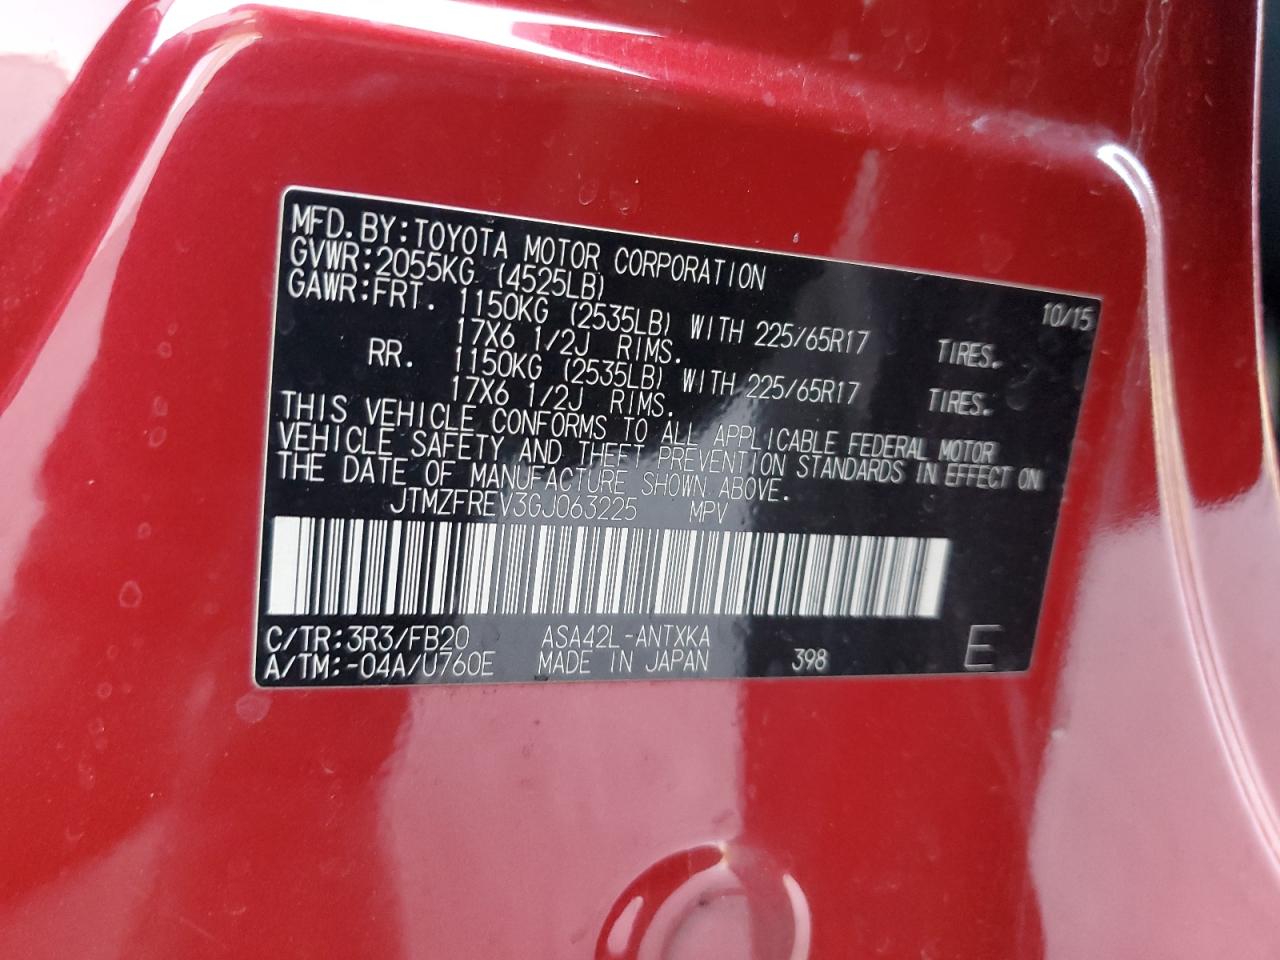 MFD. BY: TOYOTA MOTOR CORPORATION 10/15
GVWR: 2055KG (4525LB)
GAWR: FRT. 1150KG (2535LB) WITH 225/65R17 TIRES.
17X6 1/2J RIMS.
RR. 1150KG (2535LB) WITH 225/65R17 TIRES.
17X6 1/2J RIMS.
THIS VEHICLE CONFORMS TO ALL APPLICABLE FEDERAL MOTOR
VEHICLE SAFETY AND THEFT PREVENTION STANDARDS IN EFFECT ON
THE DATE OF MANUFACTURE SHOWN ABOVE.
JTMZFREV3GJ063225 MPV
C/TR: 3R3/FB20 ASA42L-ANTXKA
A/TM: -04A/U760E MADE IN JAPAN 398 E